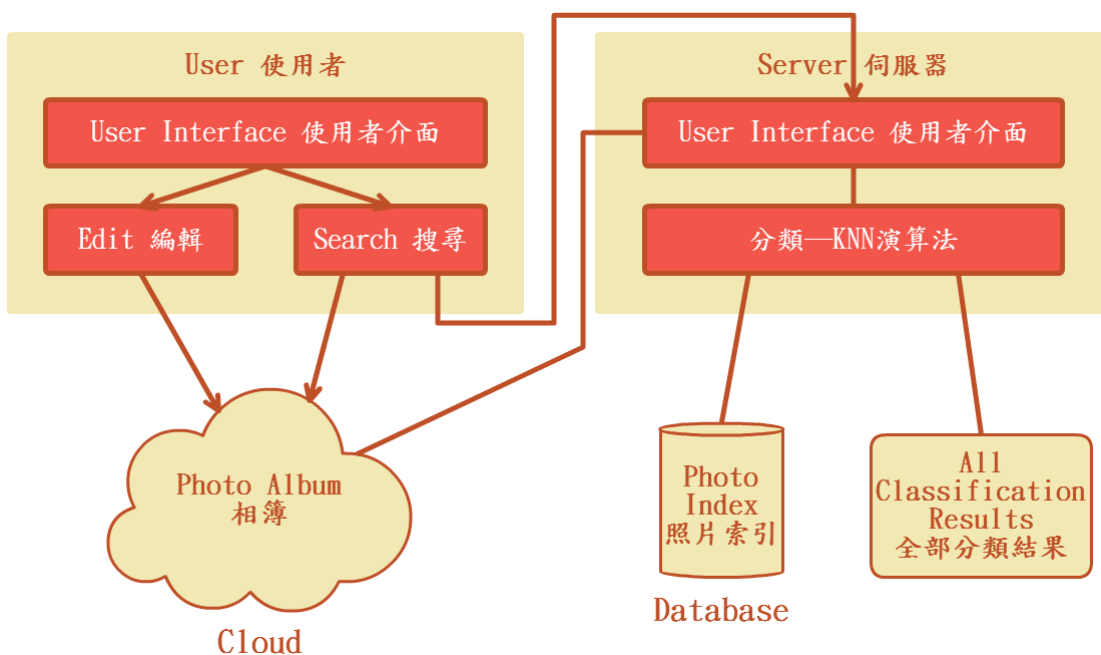 User 使用者
User Interface 使用者介面
Edit 編輯
Search 搜尋
Server 伺服器
User Interface 使用者介面
分類—KNN演算法
Photo Album
相簿
Cloud
Photo
Index
照片索引
Database
All
Classification
Results
全部分類結果